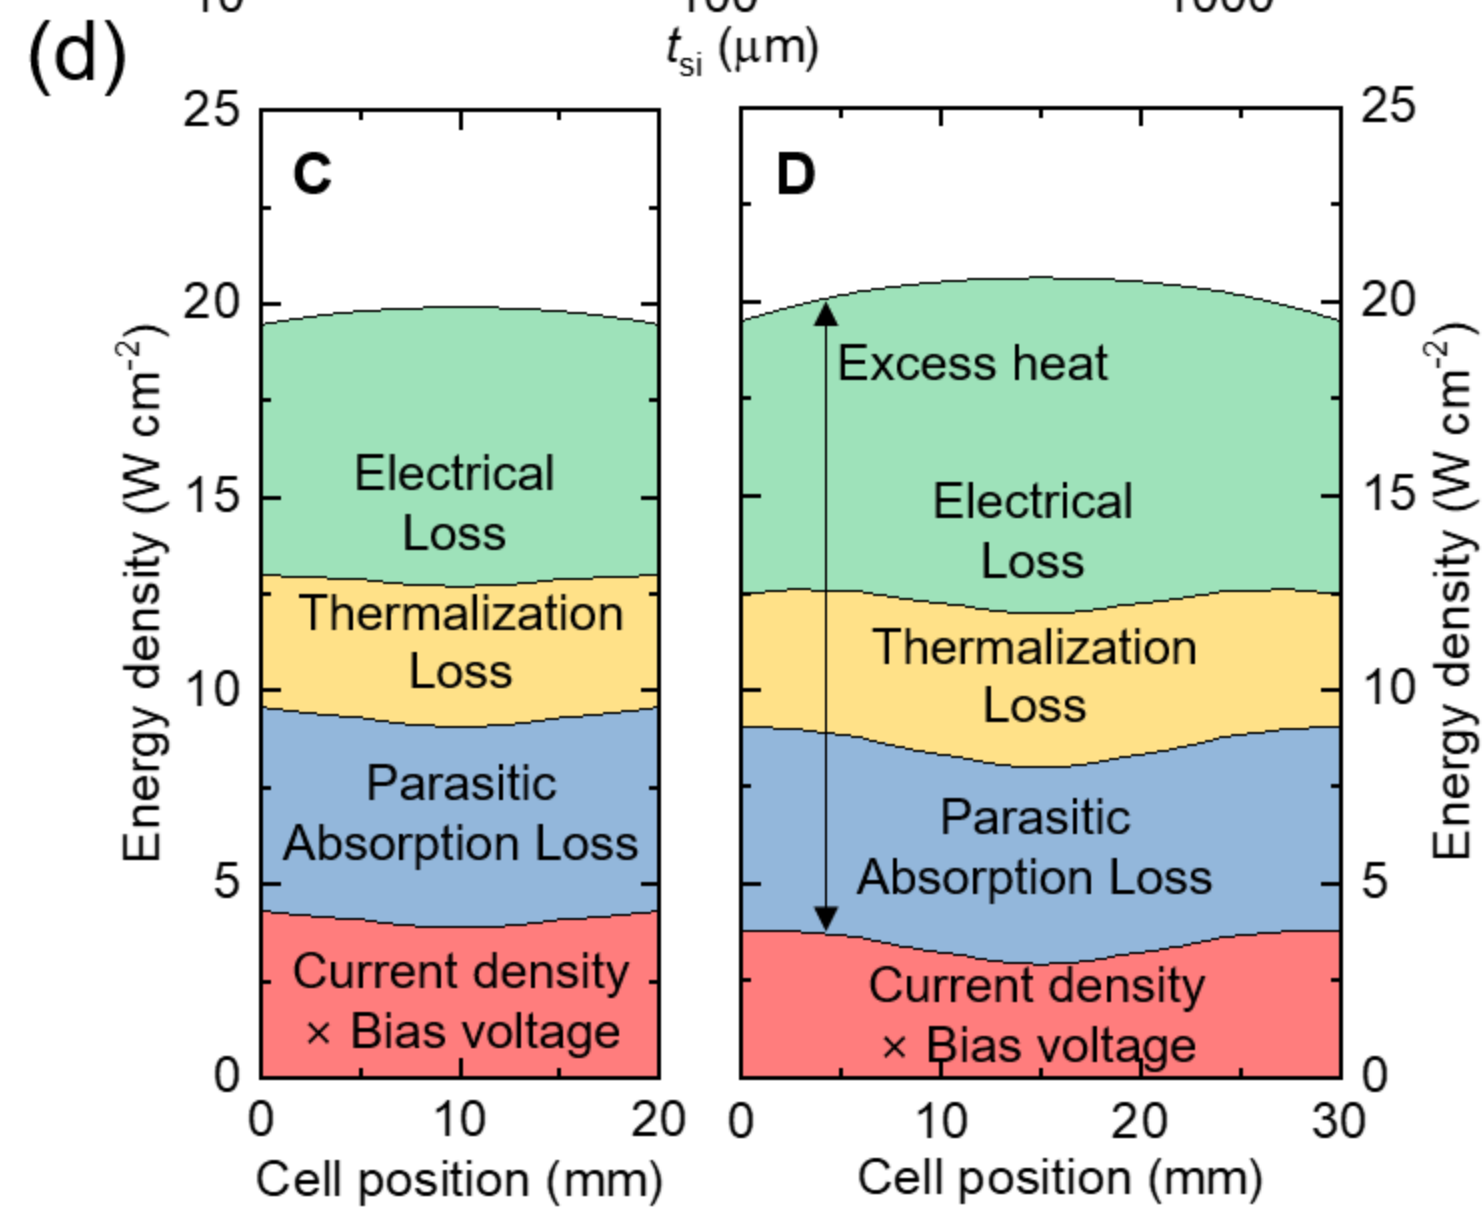 10 100 1000
t_si (μm)
(d)
25
20
15
10
5
0
Energy density (W cm⁻²)
C
Electrical
Loss
Thermalization
Loss
Parasitic
Absorption Loss
Current density
× Bias voltage
0 10 20
Cell position (mm)
D
Excess heat
Electrical
Loss
Thermalization
Loss
Parasitic
Absorption Loss
Current density
× Bias voltage
0 10 20 30
Cell position (mm)
25
20
15
10
5
0
Energy density (W cm⁻²)